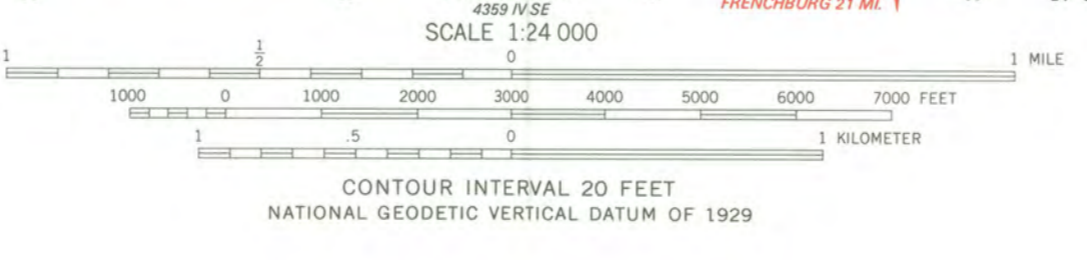 4359 IV SE
FRENCHBURG 21 MI.
SCALE 1:24 000
1 1/2 0 1 MILE
1000 0 1000 2000 3000 4000 5000 6000 7000 FEET
1 .5 0 1 KILOMETER
CONTOUR INTERVAL 20 FEET
NATIONAL GEODETIC VERTICAL DATUM OF 1929